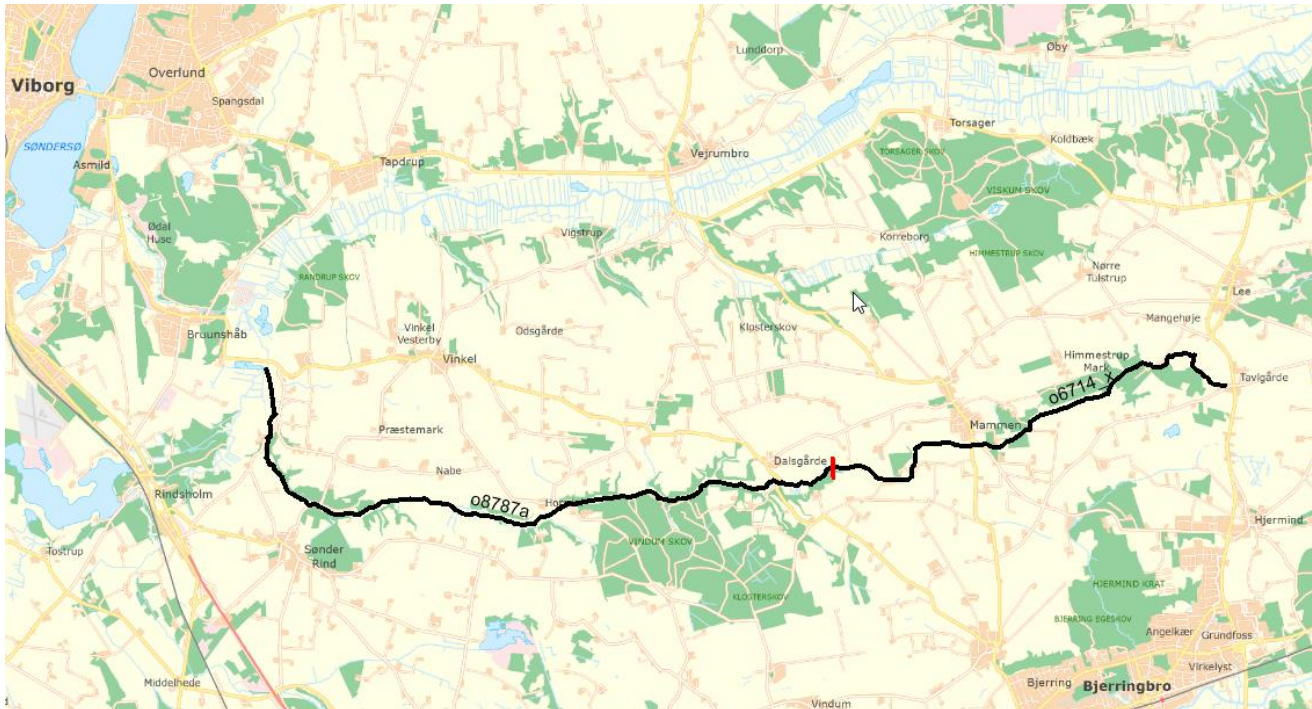 Lunddorp
Øby
Overlund
Viborg
Spangsdal
Torsager
Koldbæk
SØNDERSØ
Asmild
Tapdrup
Vejrumbro
TORSAGER SKOV
VISKUM SKOV
Ødal
Huse
Vigstrup
Korreborg
HIMMESTRUP SKOV
RANDRUP SKOV
Nørre
Tulstrup
Lee
Bruunshåb
Vinkel
Vesterby
Odsgårde
Klosterskov
Mangehøje
Vinkel
Himmestrup
Mark
Tavlgårde
o6714_x
Præstemark
Mammen
Nabe
Dalsgårde
Rindsholm
o8787a
Hjermind
Tostrup
Sønder
Rind
VINDUM SKOV
HJERMIND KRAT
KLOSTERSKOV
BJERRING EGESKOV
Angelkær
Grundfoss
Virkelyst
Middelhede
Bjerring
Bjerringbro
Vindum